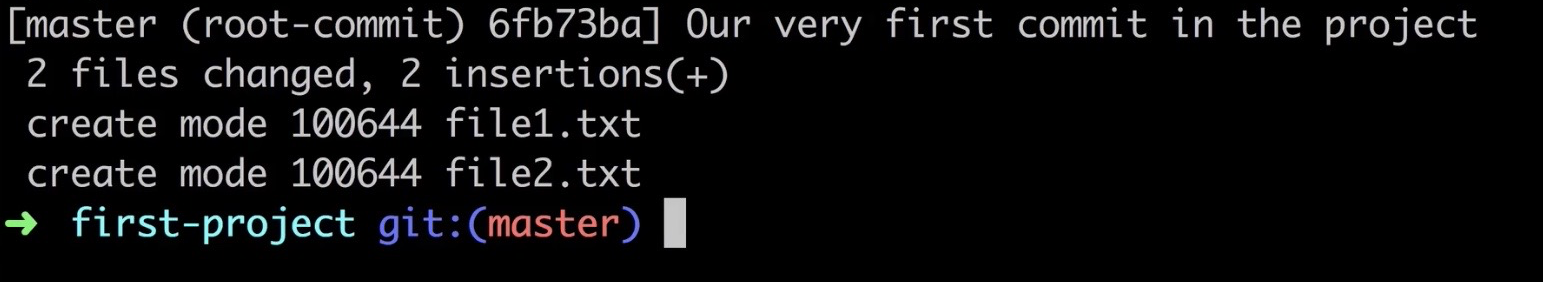 [master (root-commit) 6fb73ba] Our very first commit in the project
2 files changed, 2 insertions(+)
create mode 100644 file1.txt
create mode 100644 file2.txt
➜ first-project git:(master)